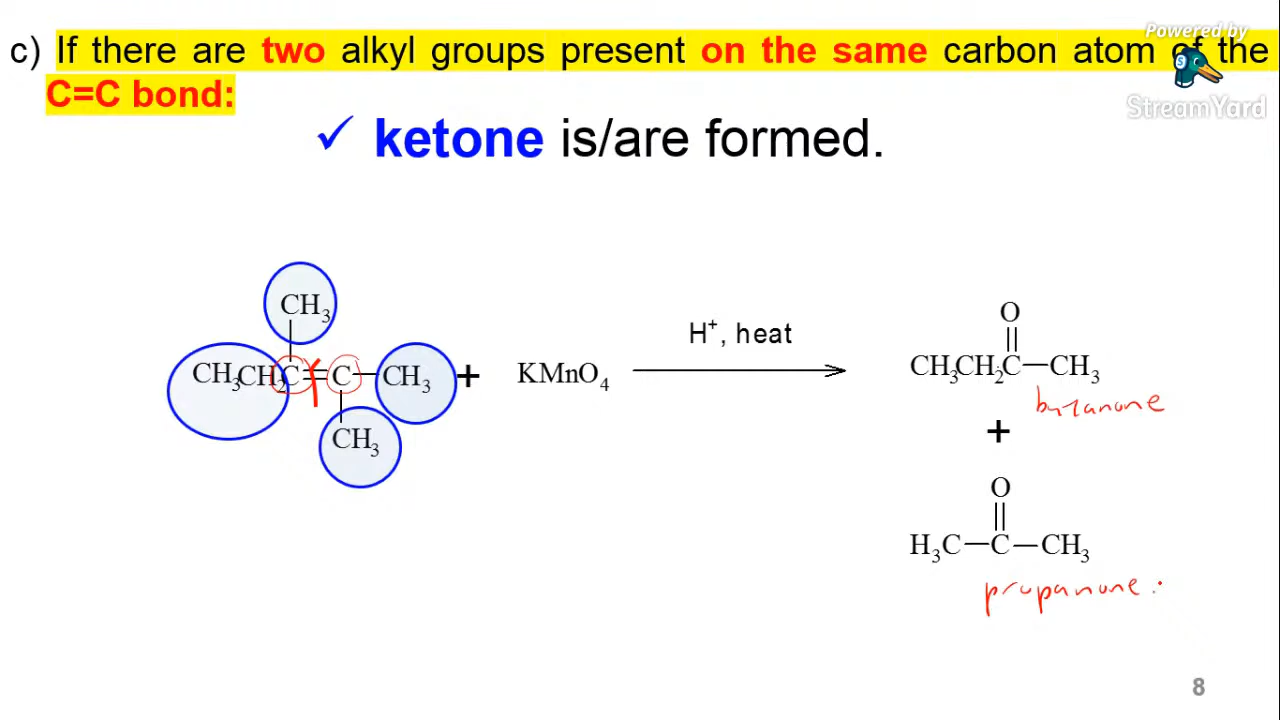 Powered by
StreamYard
c) If there are two alkyl groups present on the same carbon atom of the
C=C bond:
✓ ketone is/are formed.
CH₃
CH₃CH₂C=C—CH₃ + KMnO₄
CH₃
H⁺, heat
O
CH₃CH₂C—CH₃
butanone
+
O
H₃C—C—CH₃
propanone
8